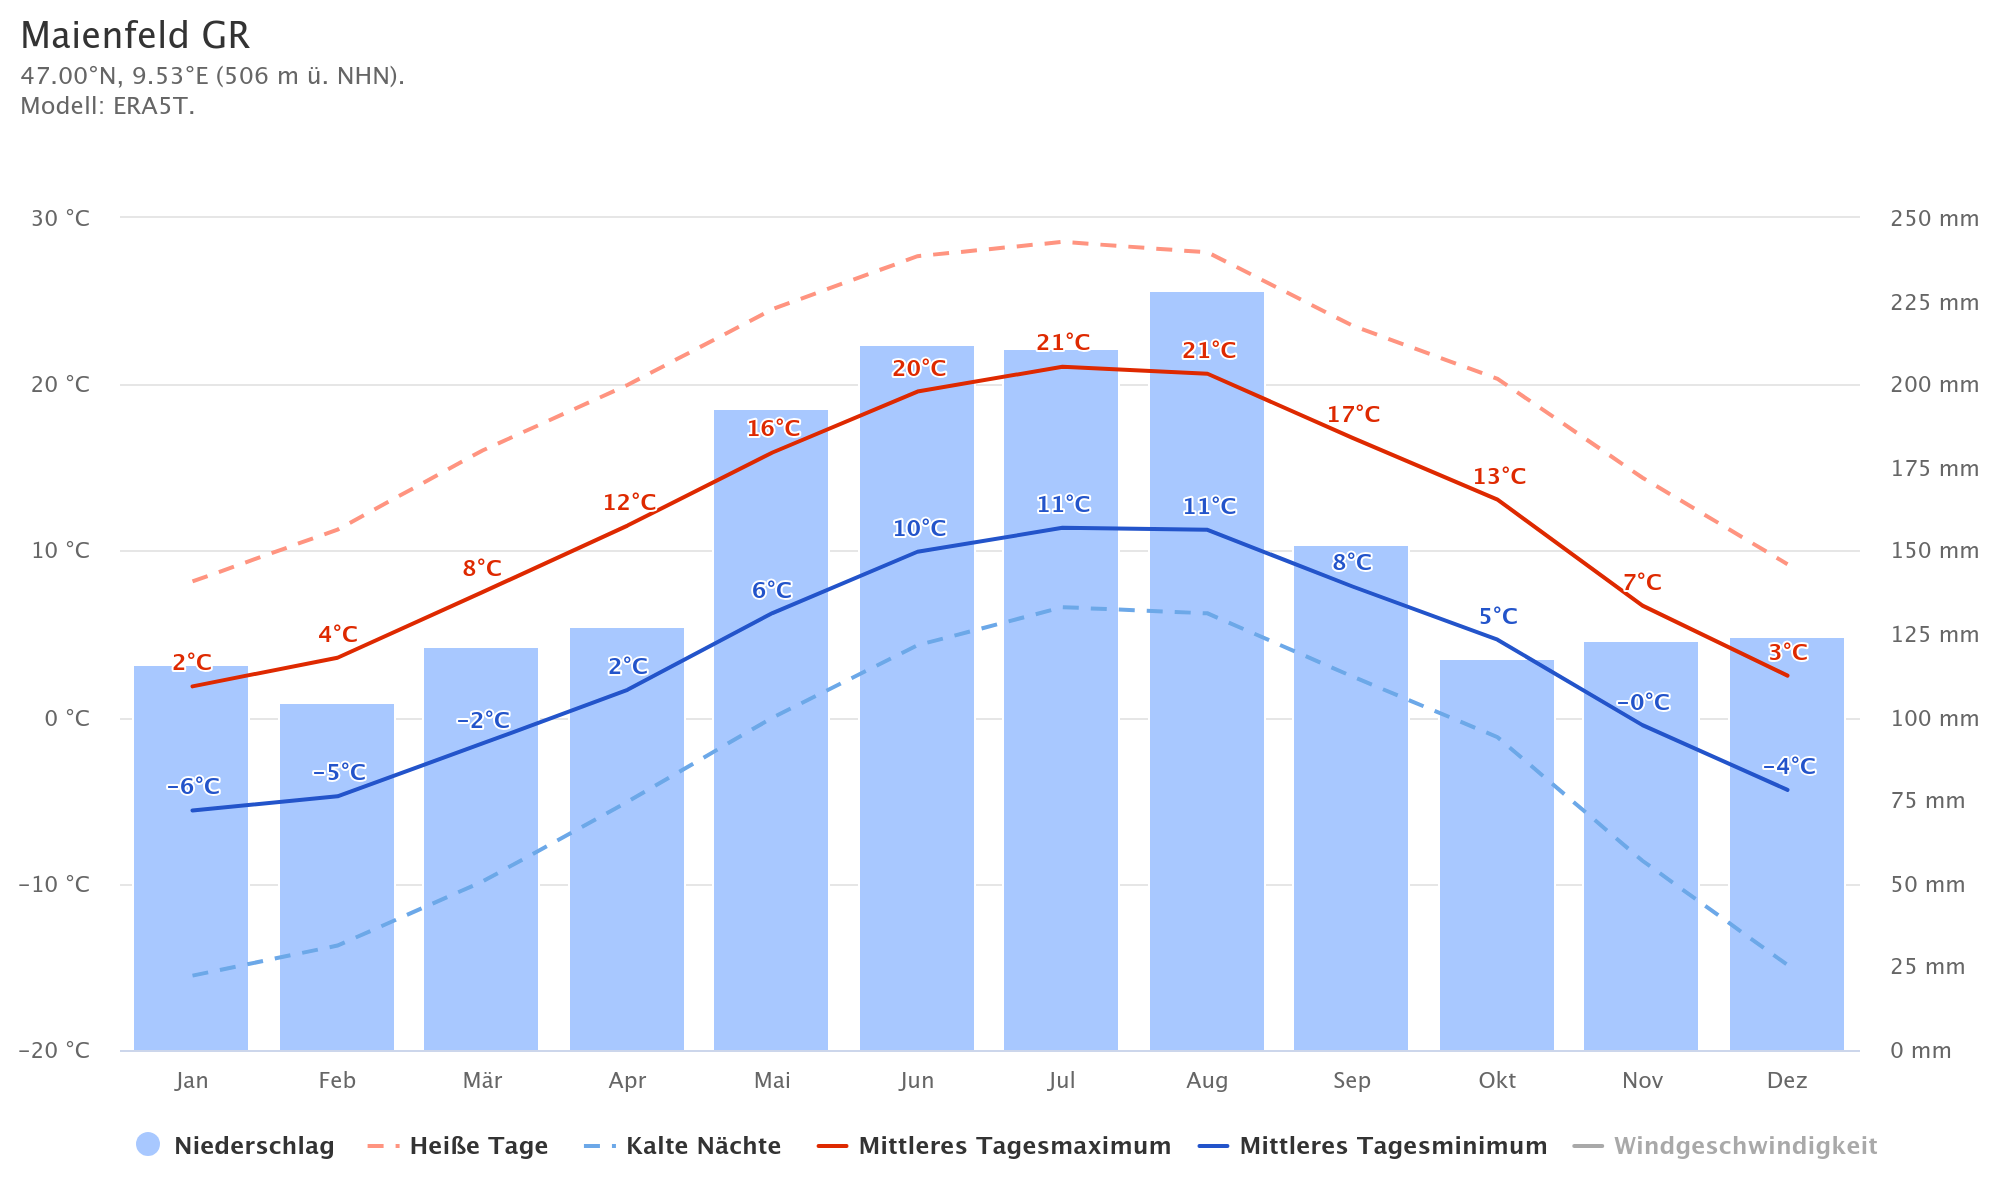 Maienfeld GR
47.00°N, 9.53°E (506 m ü. NHN).
Modell: ERA5T.
30 °C
20 °C
10 °C
0 °C
−10 °C
−20 °C
250 mm
225 mm
200 mm
175 mm
150 mm
125 mm
100 mm
75 mm
50 mm
25 mm
0 mm
2°C 4°C 8°C 12°C 16°C 20°C 21°C 21°C 17°C 13°C 7°C 3°C
−6°C −5°C −2°C 2°C 6°C 10°C 11°C 11°C 8°C 5°C −0°C −4°C
Jan Feb Mär Apr Mai Jun Jul Aug Sep Okt Nov Dez
Niederschlag Heiße Tage Kalte Nächte Mittleres Tagesmaximum Mittleres Tagesminimum Windgeschwindigkeit